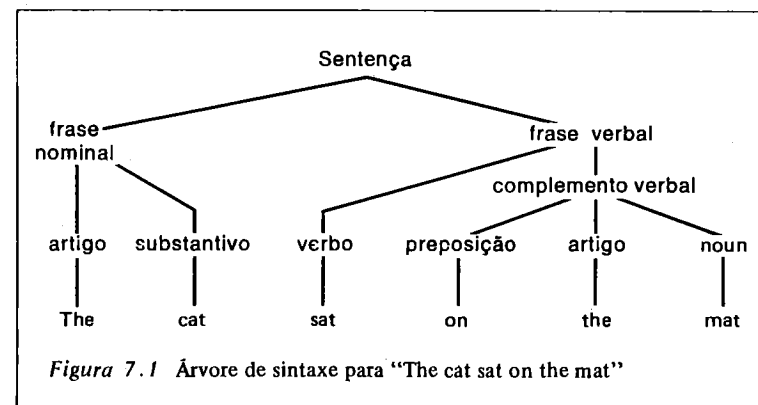 Sentença
frase
nominal
frase verbal
complemento verbal
artigo substantivo verbo preposição artigo noun
The cat sat on the mat
Figura 7.1 Árvore de sintaxe para “The cat sat on the mat”